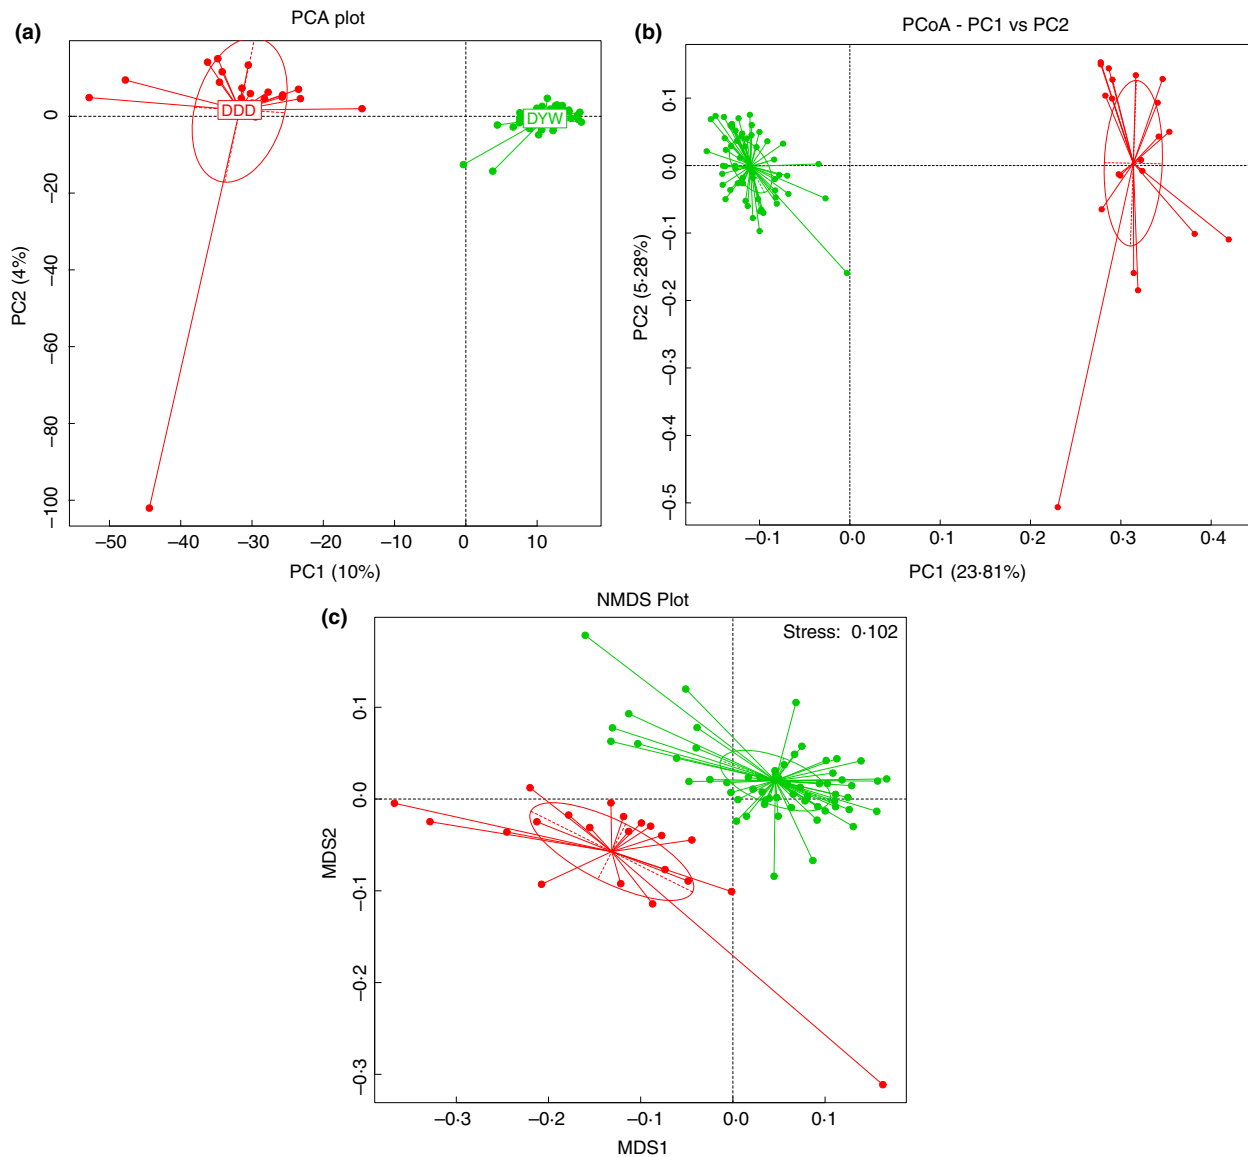 (a)
PCA plot
DDD
DYW
0
−20
−40
−60
−80
−100
PC2 (4%)
−50 −40 −30 −20 −10 0 10
PC1 (10%)
(b)
PCoA - PC1 vs PC2
0·1
0·0
−0·1
−0·2
−0·3
−0·4
−0·5
PC2 (5·28%)
−0·1 0·0 0·1 0·2 0·3 0·4
PC1 (23·81%)
(c)
NMDS Plot
Stress: 0·102
0·1
0·0
−0·1
−0·2
−0·3
MDS2
−0·3 −0·2 −0·1 0·0 0·1
MDS1